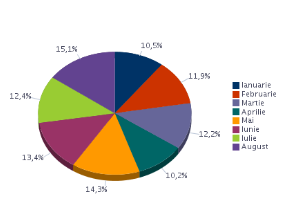 15,1%
10,5%
11,9%
12,4%
12,2%
13,4%
10,2%
14,3%
Ianuarie
Februarie
Martie
Aprilie
Mai
Iunie
Iulie
August